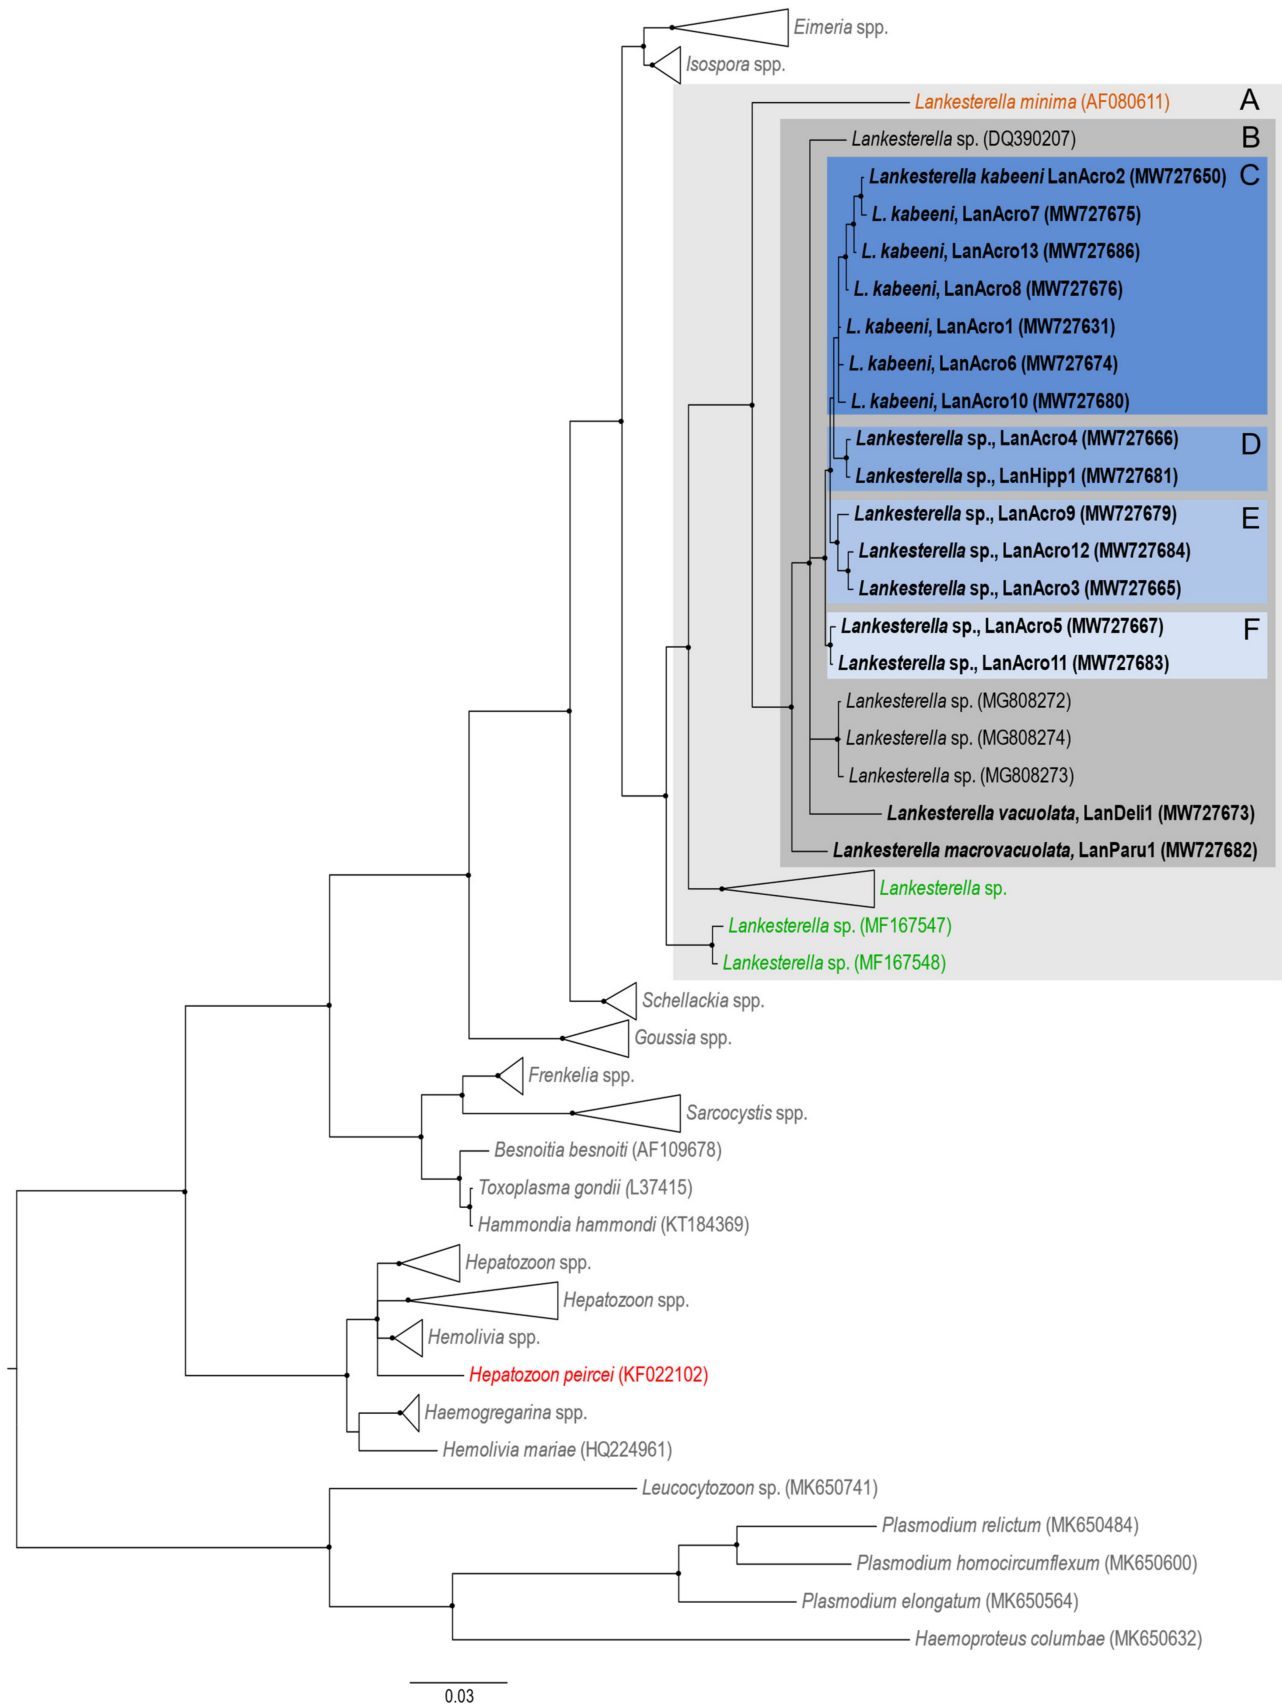 Eimeria spp.
Isospora spp.
Lankesterella minima (AF080611) A
Lankesterella sp. (DQ390207) B
Lankesterella kabeeni LanAcro2 (MW727650) C
L. kabeeni, LanAcro7 (MW727675)
L. kabeeni, LanAcro13 (MW727686)
L. kabeeni, LanAcro8 (MW727676)
L. kabeeni, LanAcro1 (MW727631)
L. kabeeni, LanAcro6 (MW727674)
L. kabeeni, LanAcro10 (MW727680)
Lankesterella sp., LanAcro4 (MW727666) D
Lankesterella sp., LanHipp1 (MW727681)
Lankesterella sp., LanAcro9 (MW727679) E
Lankesterella sp., LanAcro12 (MW727684)
Lankesterella sp., LanAcro3 (MW727665)
Lankesterella sp., LanAcro5 (MW727667) F
Lankesterella sp., LanAcro11 (MW727683)
Lankesterella sp. (MG808272)
Lankesterella sp. (MG808274)
Lankesterella sp. (MG808273)
Lankesterella vacuolata, LanDeli1 (MW727673)
Lankesterella macrovacuolata, LanParu1 (MW727682)
Lankesterella sp.
Lankesterella sp. (MF167547)
Lankesterella sp. (MF167548)
Schellackia spp.
Goussia spp.
Frenkelia spp.
Sarcocystis spp.
Besnoitia besnoiti (AF109678)
Toxoplasma gondii (L37415)
Hammondia hammondi (KT184369)
Hepatozoon spp.
Hepatozoon spp.
Hemolivia spp.
Hepatozoon peircei (KF022102)
Haemogregarina spp.
Hemolivia mariae (HQ224961)
Leucocytozoon sp. (MK650741)
Plasmodium relictum (MK650484)
Plasmodium homocircumflexum (MK650600)
Plasmodium elongatum (MK650564)
Haemoproteus columbae (MK650632)
0.03